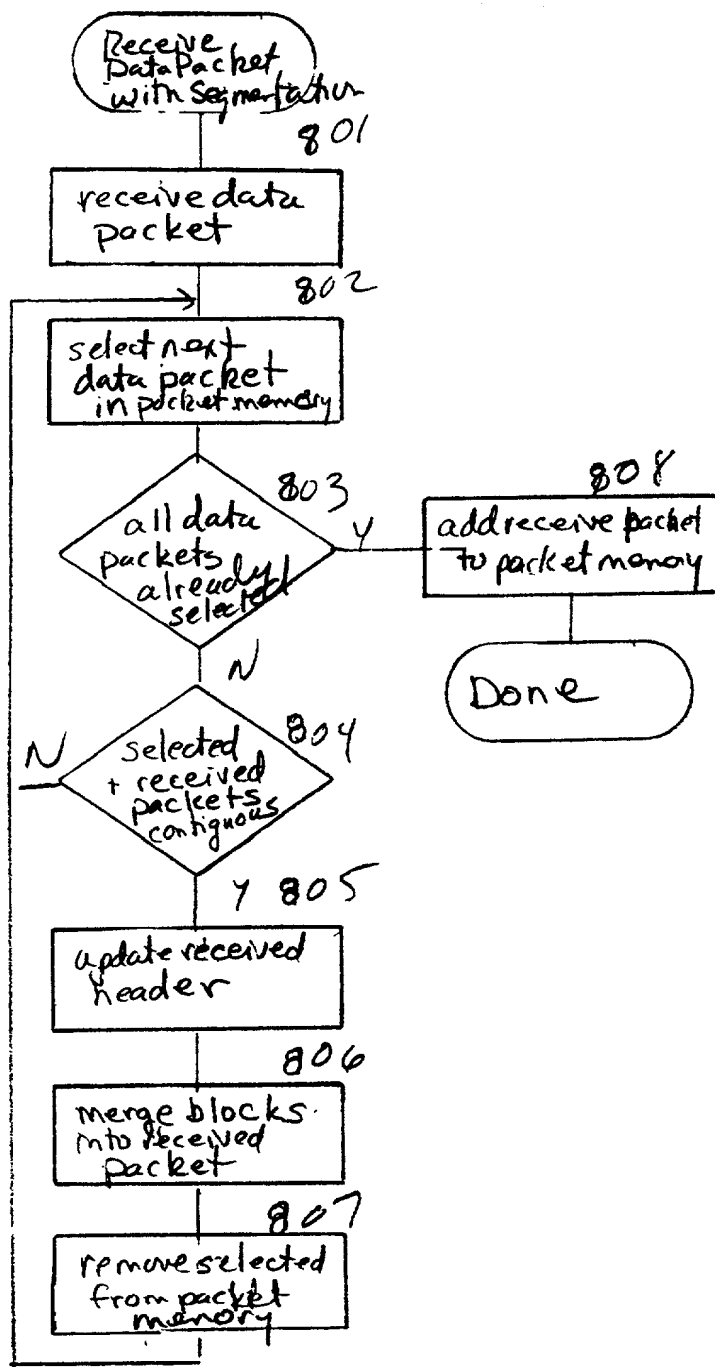 Receive
Data Packet
with Segmentation
801
receive data
packet
802
select next
data packet
in packet memory
803
all data
packets
already
selected
Y
808
add receive packet
to packet memory
Done
N
804
N
selected
+ received
packets
contiguous
Y
805
update received
header
806
merge blocks
into received
packet
807
remove selected
from packet
memory